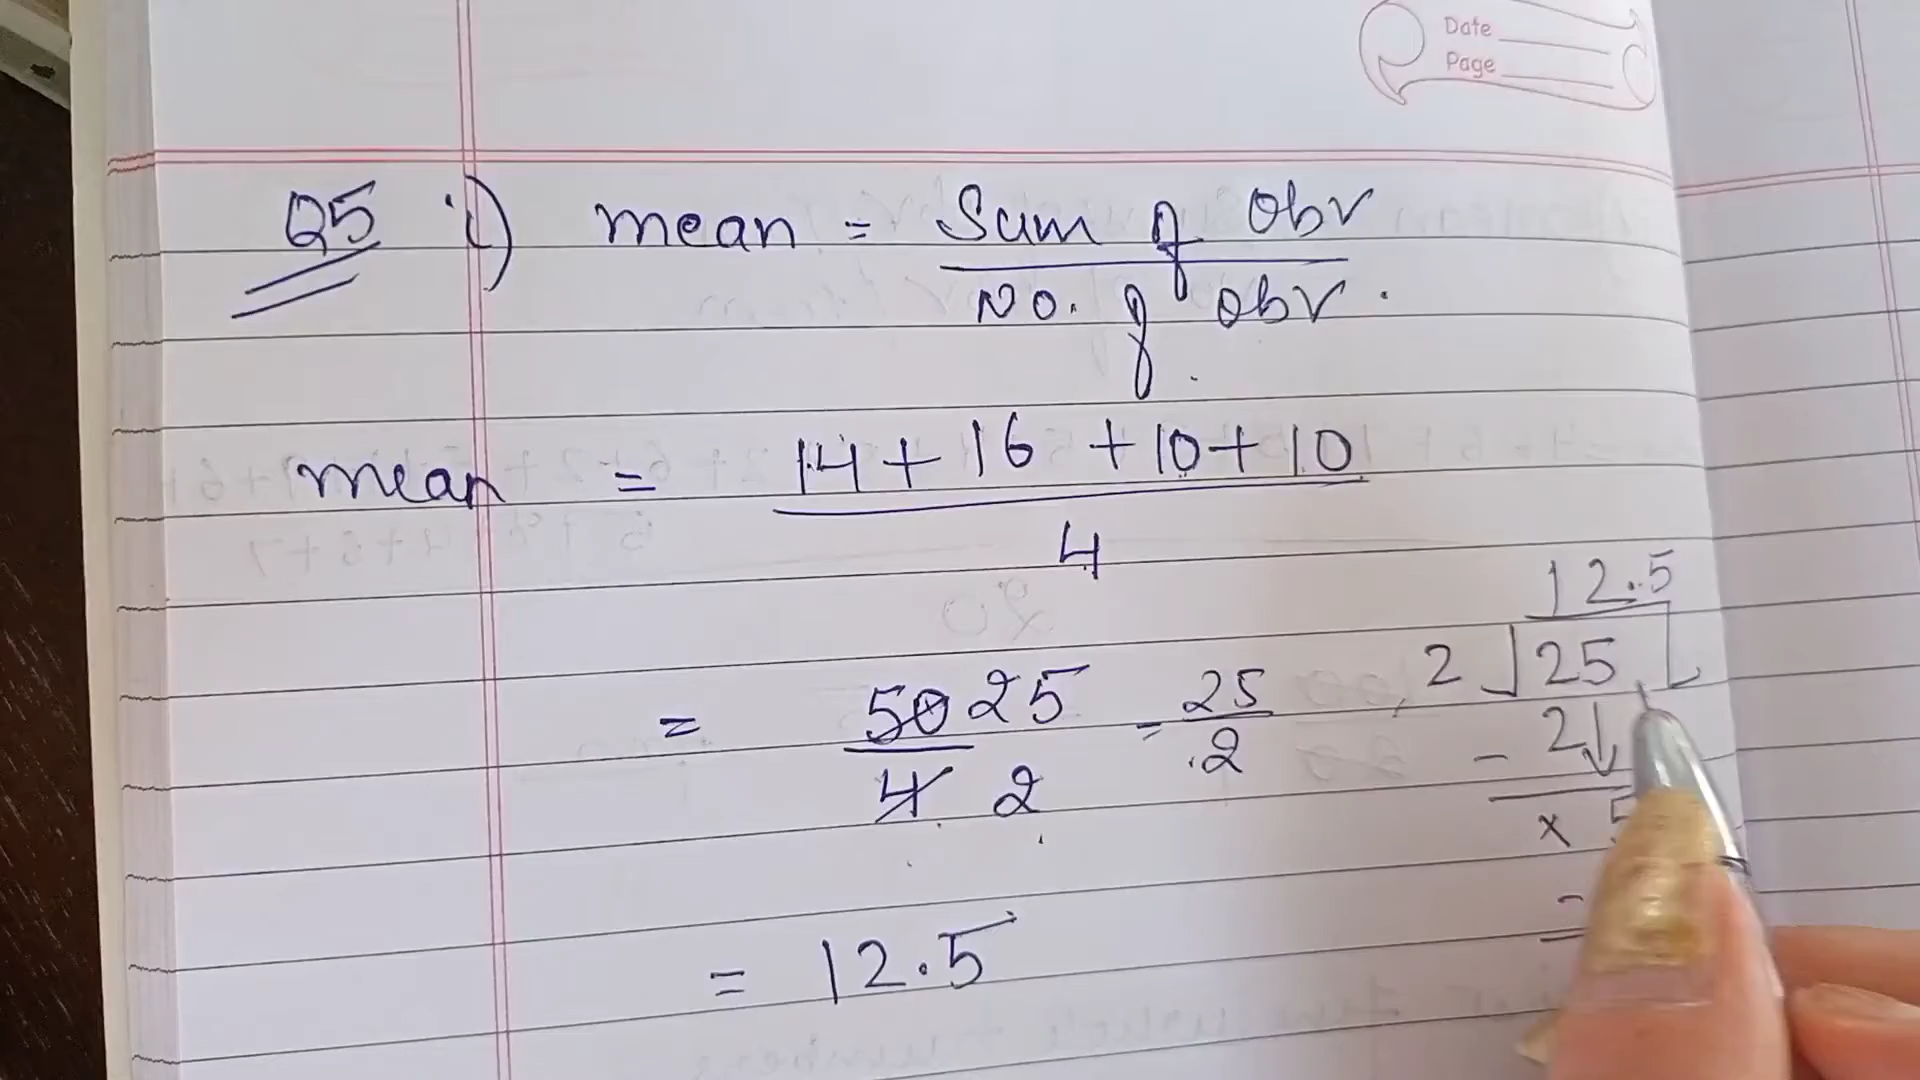 Date
Page
Q5 i) mean = Sum of Obv
No. of obv.
mean = 14 + 16 + 10 + 10
4
12.5
2 25
= 50 25 = 25
4 2 2
- 2↓
x 5
-
= 12.5